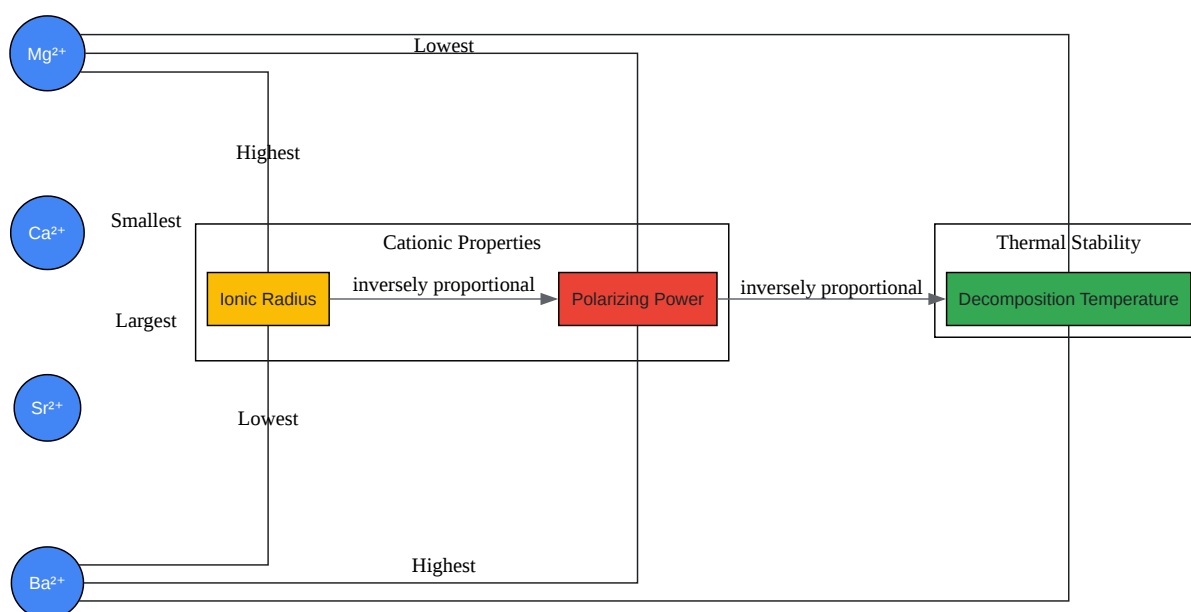 Mg²⁺
Lowest
Highest
Smallest
Ca²⁺
Cationic Properties
Thermal Stability
inversely proportional
inversely proportional
Ionic Radius
Polarizing Power
Decomposition Temperature
Largest
Sr²⁺
Lowest
Highest
Ba²⁺